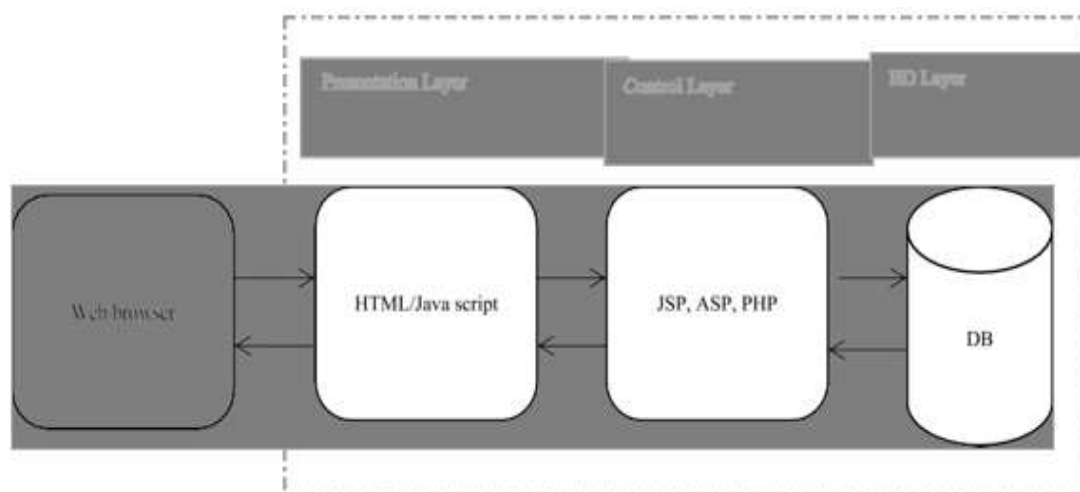 Presentation Layer
Control Layer
BD Layer
Web browser
HTML/Java script
JSP, ASP, PHP
DB